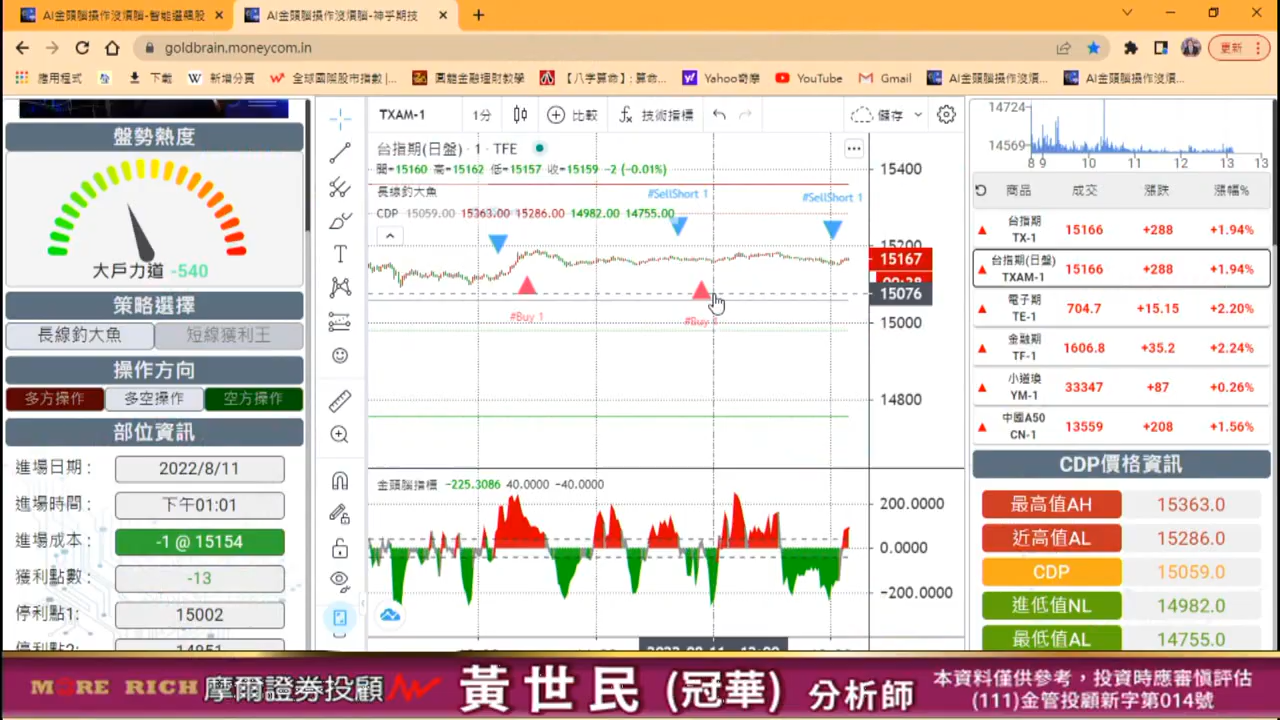 AI金頭腦操作沒煩腦-智能選飆股
AI金頭腦操作沒煩腦-神乎期技
goldbrain.moneycom.in
更新
應用程式
下載
新增分頁
全球國際股市指數 |...
圓龍金融理財教學
【八字算命】: 算命...
Yahoo奇摩
YouTube
Gmail
AI金頭腦操作沒煩...
AI金頭腦操作沒煩...
盤勢熱度
大戶力道 -540
策略選擇
長線釣大魚
短線獲利王
操作方向
多方操作
多空操作
空方操作
部位資訊
進場日期 :
2022/8/11
進場時間 :
下午01:01
進場成本 :
-1 @ 15154
獲利點數 :
-13
停利點1:
15002
停利點2:
14851
TXAM-1
1分
比較
技術指標
儲存
台指期(日盤) · 1 · TFE
開=15160 高=15162 低=15157 收=15159 -2 (-0.01%)
長線釣大魚
CDP 15059.00 15363.00 15286.00 14982.00 14755.00
#SellShort 1
#SellShort 1
#Buy 1
#Buy
15400
15200
15167
15076
15000
14800
金頭腦指標 -225.3086 40.0000 -40.0000
200.0000
0.0000
-200.0000
14724
14569
8 9 10 11 12 13 13
商品 成交 漲跌 漲幅%
台指期
TX-1 15166 +288 +1.94%
台指期(日盤)
TXAM-1 15166 +288 +1.94%
電子期
TE-1 704.7 +15.15 +2.20%
金融期
TF-1 1606.8 +35.2 +2.24%
小道瓊
YM-1 33347 +87 +0.26%
中國A50
CN-1 13559 +208 +1.56%
CDP價格資訊
最高值AH 15363.0
近高值AL 15286.0
CDP 15059.0
進低值NL 14982.0
最低值AL 14755.0
MORE RICH 摩爾證券投顧
黃世民 (冠華) 分析師
本資料僅供參考，投資時應審慎評估
(111)金管投顧新字第014號